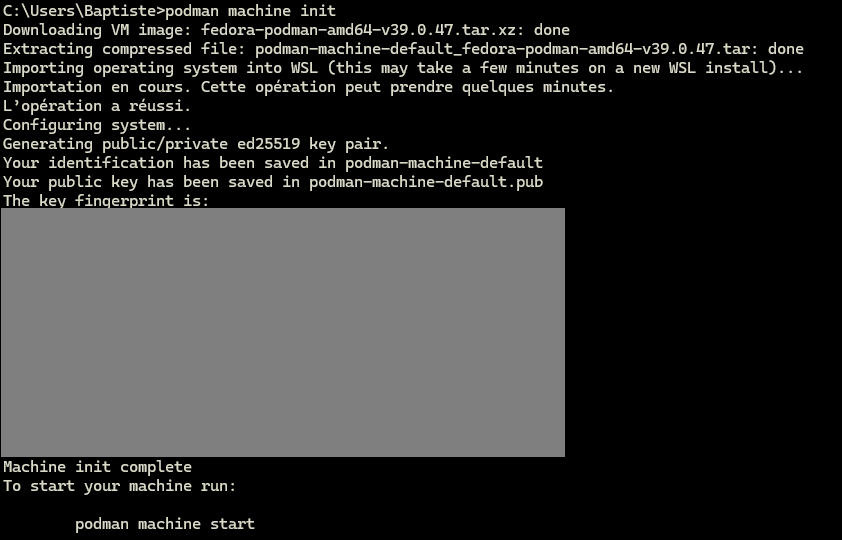 C:\Users\Baptiste>podman machine init
Downloading VM image: fedora-podman-amd64-v39.0.47.tar.xz: done
Extracting compressed file: podman-machine-default_fedora-podman-amd64-v39.0.47.tar: done
Importing operating system into WSL (this may take a few minutes on a new WSL install)...
Importation en cours. Cette opération peut prendre quelques minutes.
L'opération a réussi.
Configuring system...
Generating public/private ed25519 key pair.
Your identification has been saved in podman-machine-default
Your public key has been saved in podman-machine-default.pub
The key fingerprint is:
Machine init complete
To start your machine run:
podman machine start